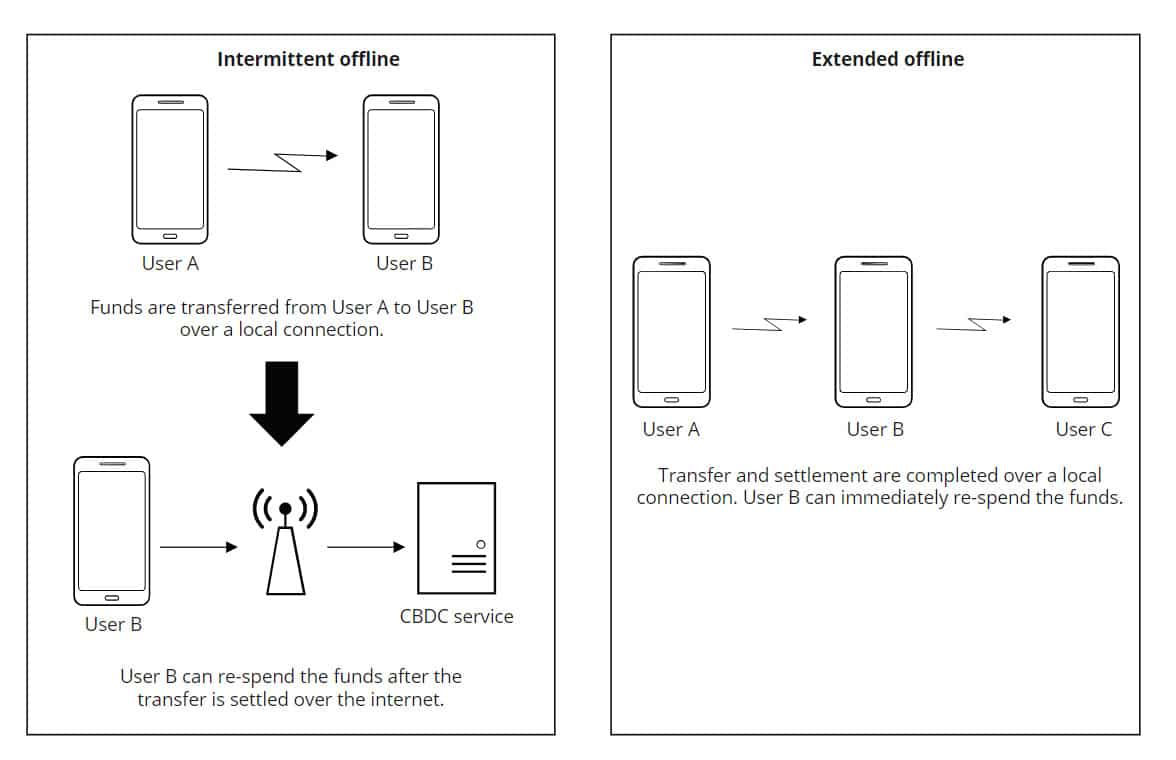 Intermittent offline
User A
User B
Funds are transferred from User A to User B
over a local connection.
User B
CBDC service
User B can re-spend the funds after the
transfer is settled over the internet.
Extended offline
User A
User B
User C
Transfer and settlement are completed over a local
connection. User B can immediately re-spend the funds.